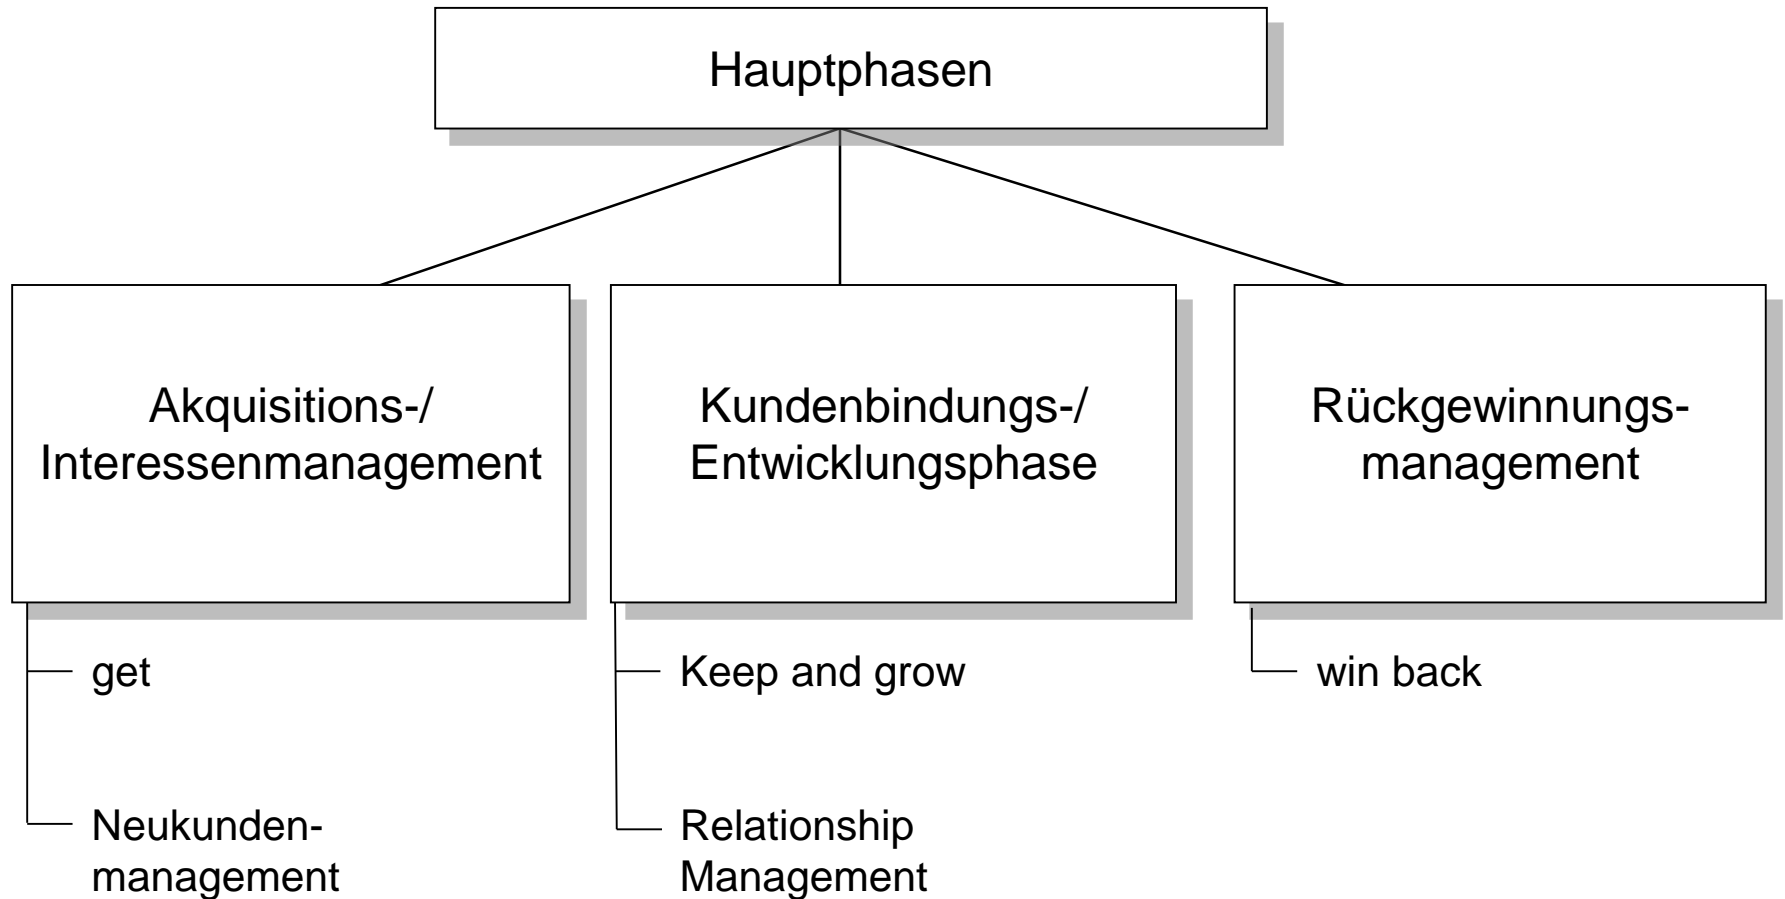 Hauptphasen
Akquisitions-/
Interessenmanagement
Kundenbindungs-/
Entwicklungsphase
Rückgewinnungs-
management
get
Neukunden-
management
Keep and grow
Relationship
Management
win back